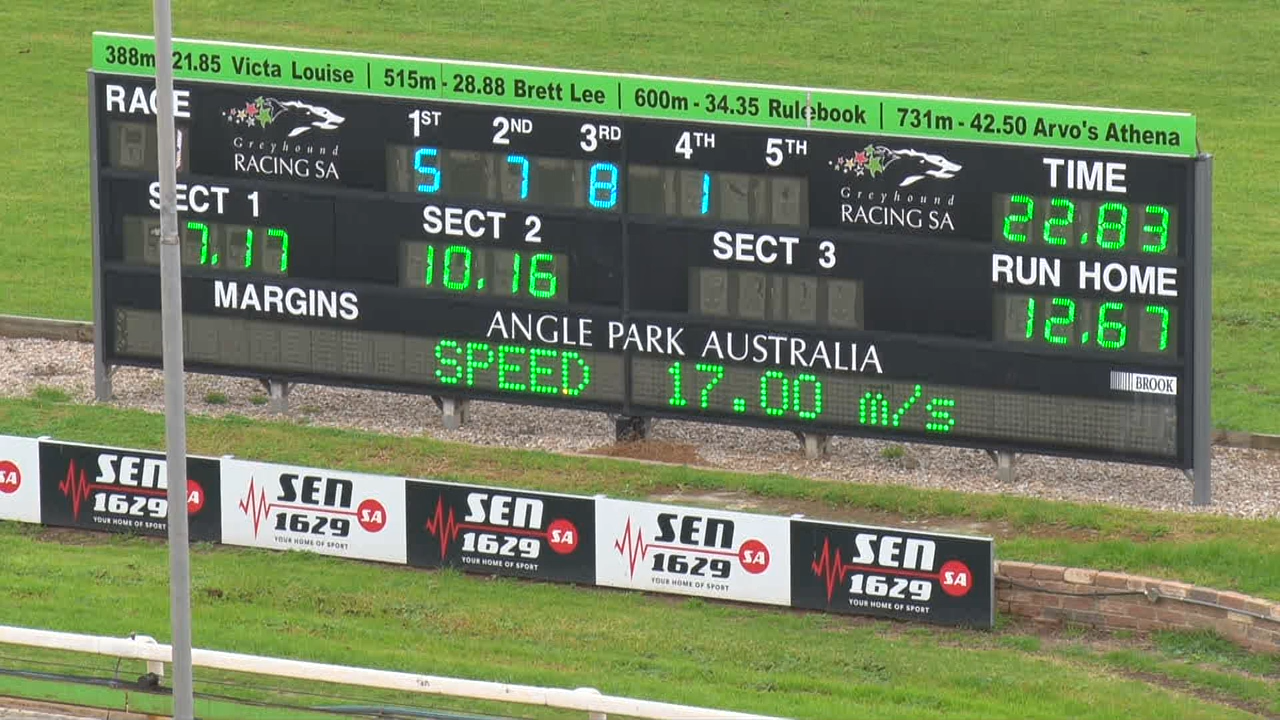 388m - 21.85 Victa Louise | 515m - 28.88 Brett Lee | 600m - 34.35 Rulebook | 731m - 42.50 Arvo's Athena
RACE
Greyhound
RACING SA
1ST 2ND 3RD 4TH 5TH
5 7 8 1
Greyhound
RACING SA
TIME
22.83
SECT 1
7.17
SECT 2
10.16
SECT 3
RUN HOME
12.67
MARGINS
ANGLE PARK AUSTRALIA
SPEED 17.00 m/s
BROOK
SA
SEN
1629 SA
YOUR HOME OF SPORT
SEN
1629 SA
YOUR HOME OF SPORT
SEN
1629 SA
YOUR HOME OF SPORT
SEN
1629 SA
YOUR HOME OF SPORT
SEN
1629 SA
YOUR HOME OF SPORT